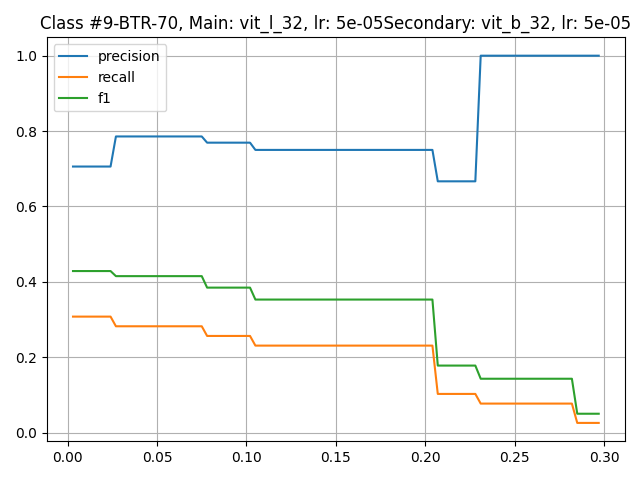 Class #9-BTR-70, Main: vit_l_32, lr: 5e-05Secondary: vit_b_32, lr: 5e-05
precision
recall
f1
1.0
0.8
0.6
0.4
0.2
0.0
0.00 0.05 0.10 0.15 0.20 0.25 0.30